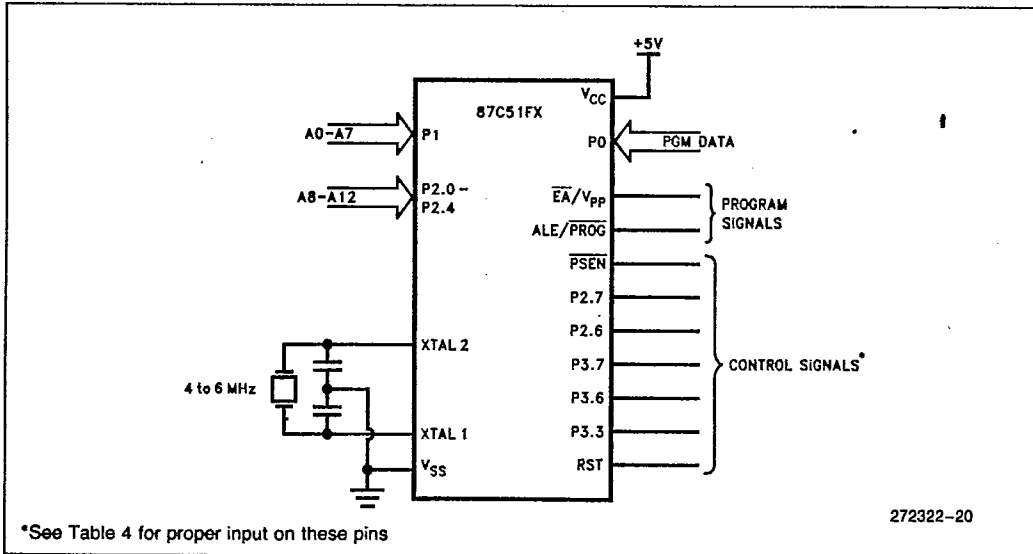 +5V
87C51FX
VCC
A0-A7
P1
P0
PGM DATA
A8-A12
P2.0-
P2.4
EA/VPP
ALE/PROG
PROGRAM
SIGNALS
PSEN
P2.7
P2.6
P3.7
P3.6
P3.3
RST
CONTROL SIGNALS*
4 to 6 MHz
XTAL 2
XTAL 1
VSS
*See Table 4 for proper input on these pins
272322-20